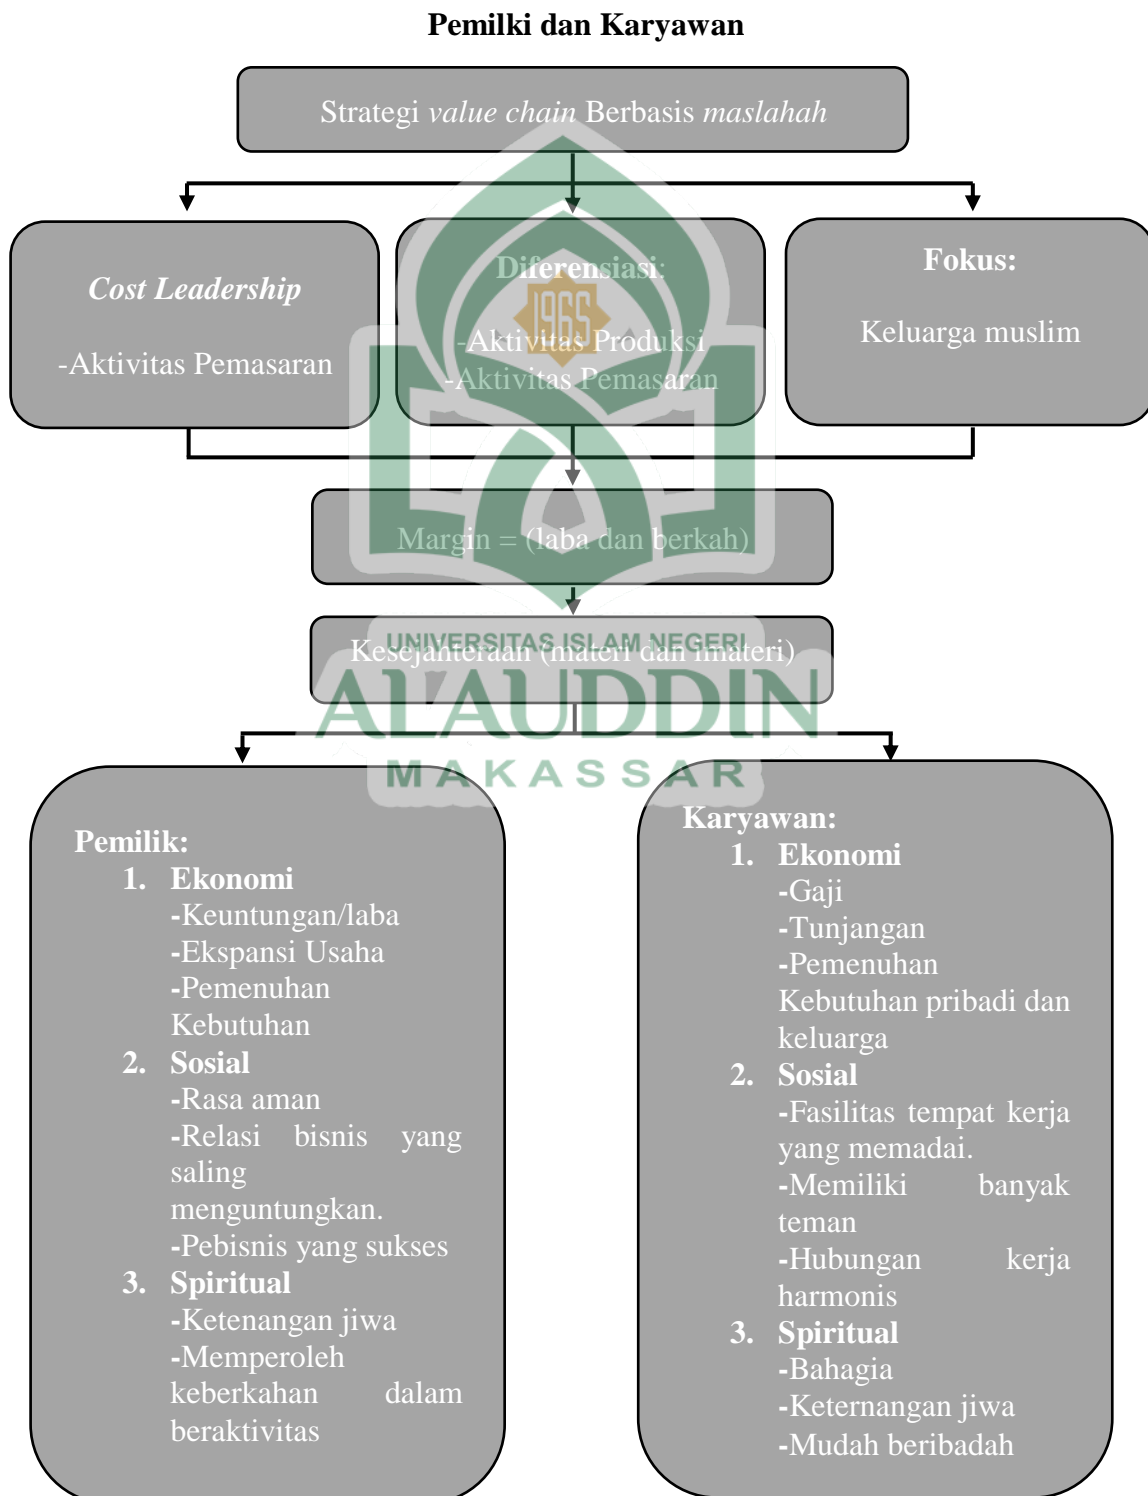 Pemilki dan Karyawan
Strategi value chain Berbasis maslahah
Cost Leadership
-Aktivitas Pemasaran
Diferensiasi:
-Aktivitas Produksi
-Aktivitas Pemasaran
Fokus:
Keluarga muslim
1965
Margin = (laba dan berkah)
Kesejahteraan (materi dan imateri)
UNIVERSITAS ISLAM NEGERI
ALAUDDIN
MAKASSAR
Pemilik:
1. Ekonomi
-Keuntungan/laba
-Ekspansi Usaha
-Pemenuhan
Kebutuhan
2. Sosial
-Rasa aman
-Relasi bisnis yang
saling
menguntungkan.
-Pebisnis yang sukses
3. Spiritual
-Ketenangan jiwa
-Memperoleh
keberkahan dalam
beraktivitas
Karyawan:
1. Ekonomi
-Gaji
-Tunjangan
-Pemenuhan
Kebutuhan pribadi dan
keluarga
2. Sosial
-Fasilitas tempat kerja
yang memadai.
-Memiliki banyak
teman
-Hubungan kerja
harmonis
3. Spiritual
-Bahagia
-Keternangan jiwa
-Mudah beribadah